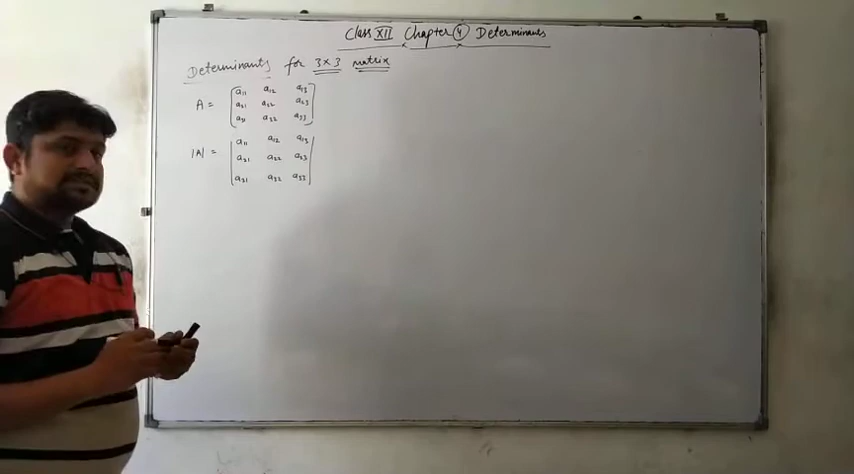 Class XII Chapter 4 Determinants
Determinants for 3×3 matrix
A = [a₁₁ a₁₂ a₁₃
a₂₁ a₂₂ a₂₃
a₃₁ a₃₂ a₃₃]
|A| = |a₁₁ a₁₂ a₁₃
a₂₁ a₂₂ a₂₃
a₃₁ a₃₂ a₃₃|